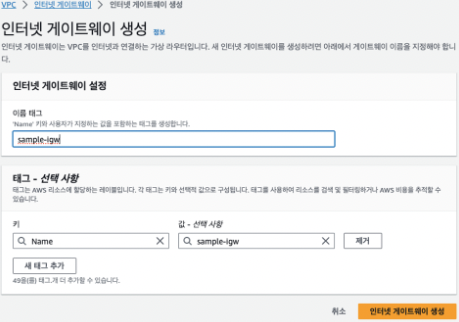 VPC > 인터넷 게이트웨이 > 인터넷 게이트웨이 생성
인터넷 게이트웨이 생성 정보
인터넷 게이트웨이는 VPC를 인터넷과 연결하는 가상 라우터입니다. 새 인터넷 게이트웨이를 생성하려면 아래에서 게이트웨이 이름을 지정해야 합니
다.
인터넷 게이트웨이 설정
이름 태그
'Name' 키와 사용자가 지정하는 값을 포함하는 태그를 생성합니다.
sample-igw
태그 - 선택 사항
태그는 AWS 리소스에 할당하는 레이블입니다. 각 태그는 키와 선택적 값으로 구성됩니다. 태그를 사용하여 리소스를 검색 및 필터링하거나 AWS 비용을 추적할 수
있습니다.
키 값 - 선택 사항
Name sample-igw 제거
새 태그 추가
49을(를) 태그.개 더 추가할 수 있습니다.
취소 인터넷 게이트웨이 생성